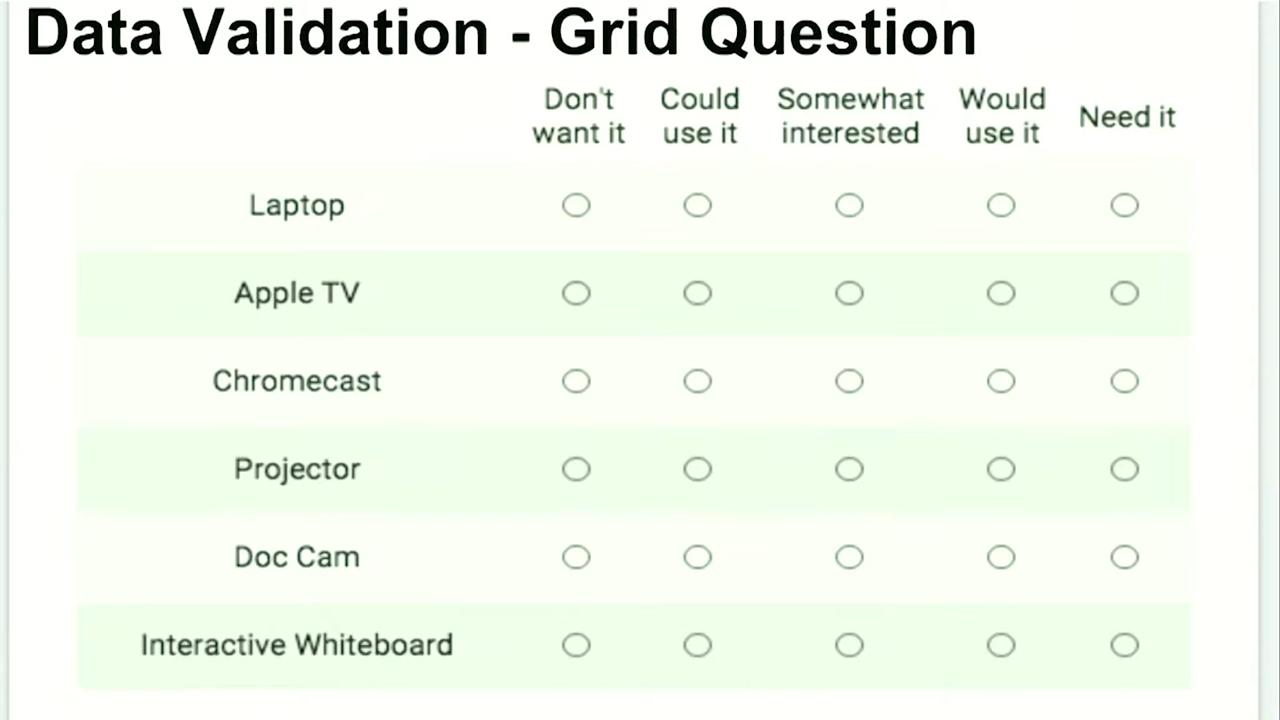 Data Validation - Grid Question
Don't want it
Could use it
Somewhat interested
Would use it
Need it
Laptop
Apple TV
Chromecast
Projector
Doc Cam
Interactive Whiteboard